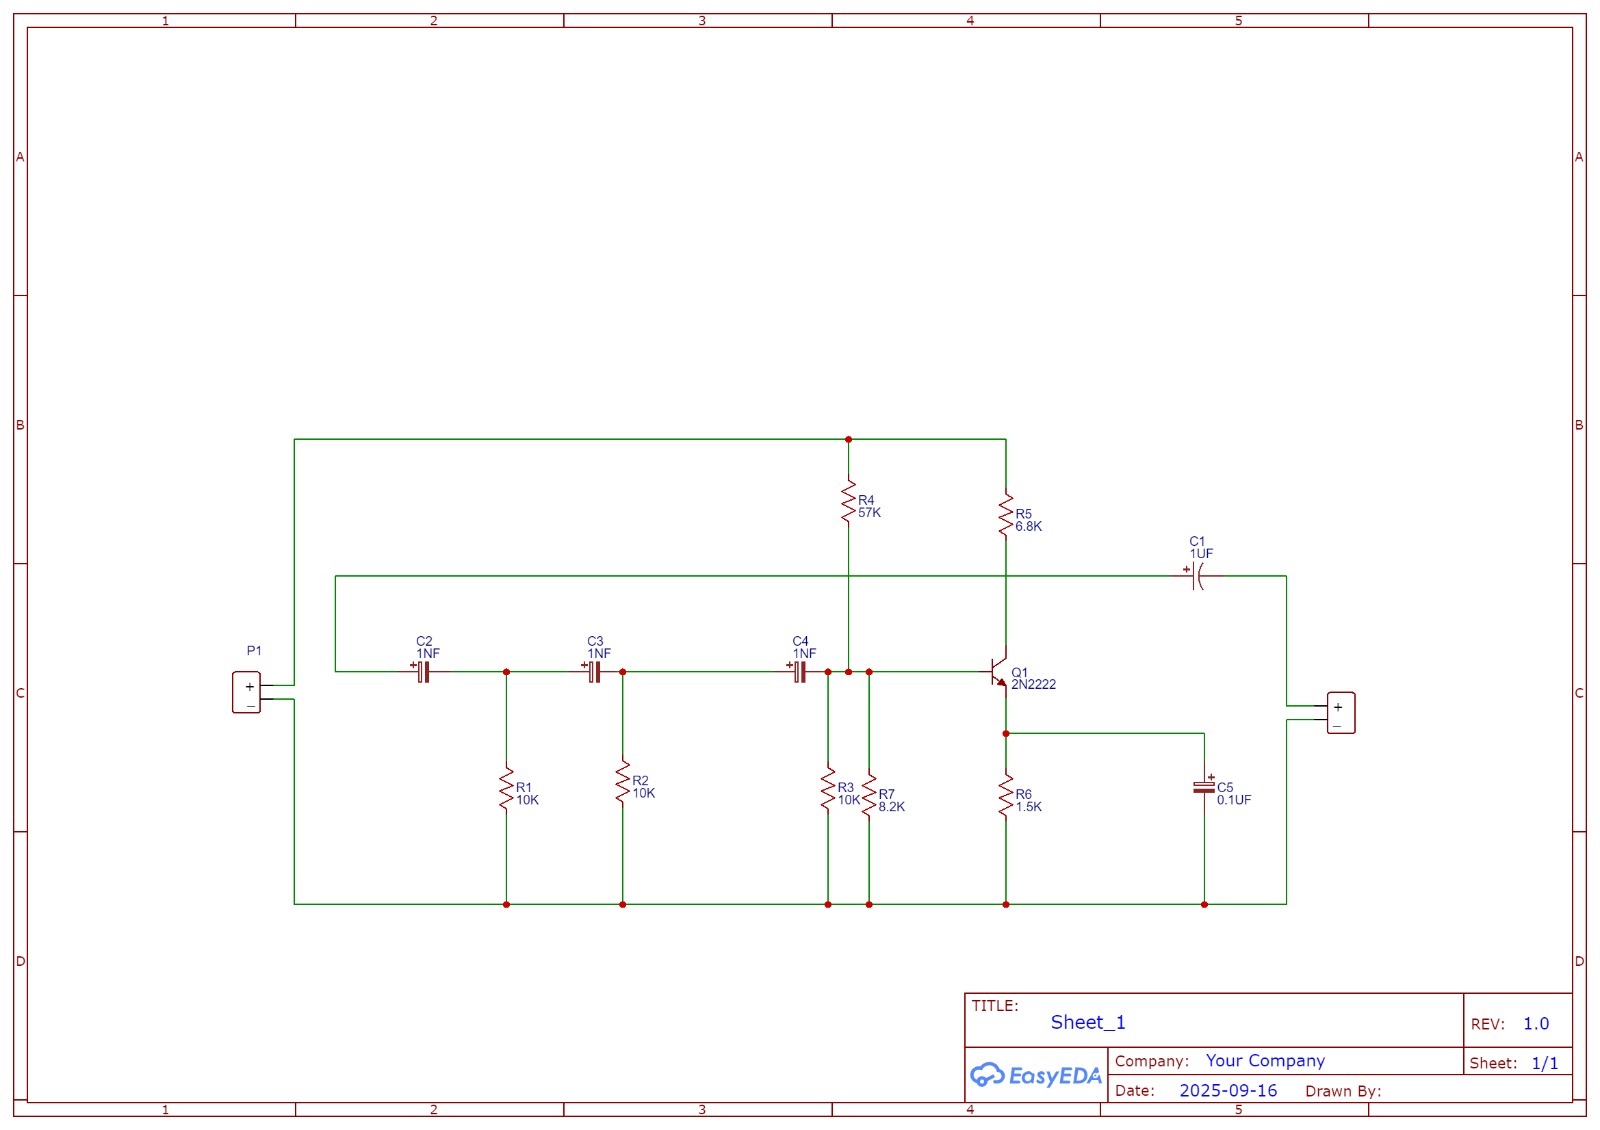 1 2 3 4 5
A A
B B
R4
57K
R5
6.8K
C1
1UF
+
P1
C2
1NF
+
C3
1NF
+
C4
1NF
+
Q1
2N2222
C C
+
−
+
−
R1
10K
R2
10K
R3
10K
R7
8.2K
R6
1.5K
+
C5
0.1UF
D D
TITLE:
Sheet_1
REV: 1.0
EasyEDA
Company: Your Company
Sheet: 1/1
Date: 2025-09-16 Drawn By:
1 2 3 4 5